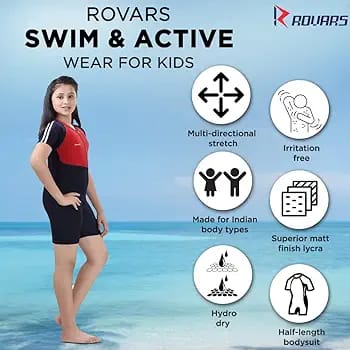 ROVARS
SWIM & ACTIVE
WEAR FOR KIDS
ROVARS
Multi-directional
stretch
Irritation
free
Made for Indian
body types
Superior matt
finish lycra
Hydro
dry
Half-length
bodysuit